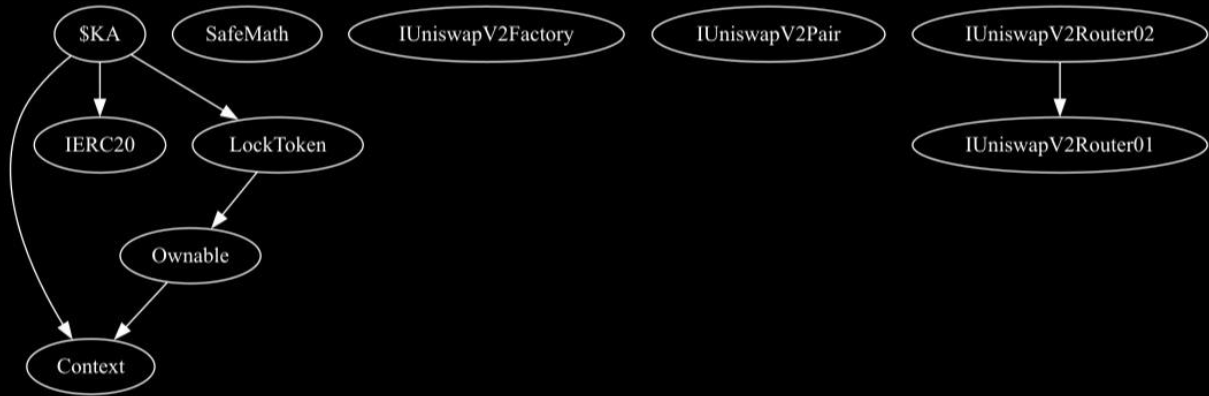 $KA
SafeMath
IUniswapV2Factory
IUniswapV2Pair
IUniswapV2Router02
IERC20
LockToken
IUniswapV2Router01
Ownable
Context